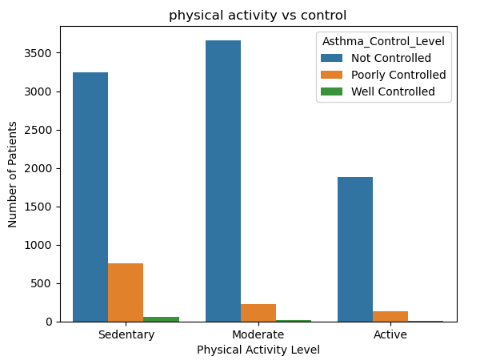 physical activity vs control
Asthma_Control_Level
Not Controlled
Poorly Controlled
Well Controlled
Number of Patients
3500
3000
2500
2000
1500
1000
500
0
Sedentary
Moderate
Active
Physical Activity Level